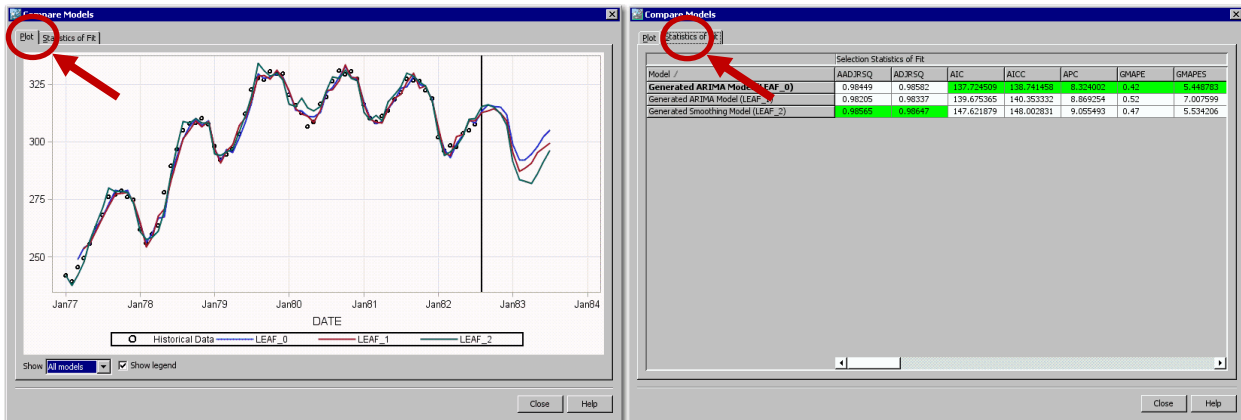 Compare Models
Plot Statistics of Fit
325
300
275
250
Jan77 Jan78 Jan79 Jan80 Jan81 Jan82 Jan83 Jan84
DATE
Historical Data LEAF_0 LEAF_1 LEAF_2
Show All models Show legend
Close Help
Compare Models
Plot Statistics of Fit
Selection Statistics of Fit
Model / AADJRSQ ADJRSQ AIC AICC APC GMAPE GMAPES
Generated ARIMA Model (LEAF_0) 0.98449 0.98582 137.724509 138.741458 8.324002 0.42 5.448783
Generated ARIMA Model (LEAF_1) 0.98205 0.98337 139.675365 140.353332 8.869254 0.52 7.007599
Generated Smoothing Model (LEAF_2) 0.98565 0.98647 147.621879 148.002831 9.055493 0.47 5.534206
Close Help